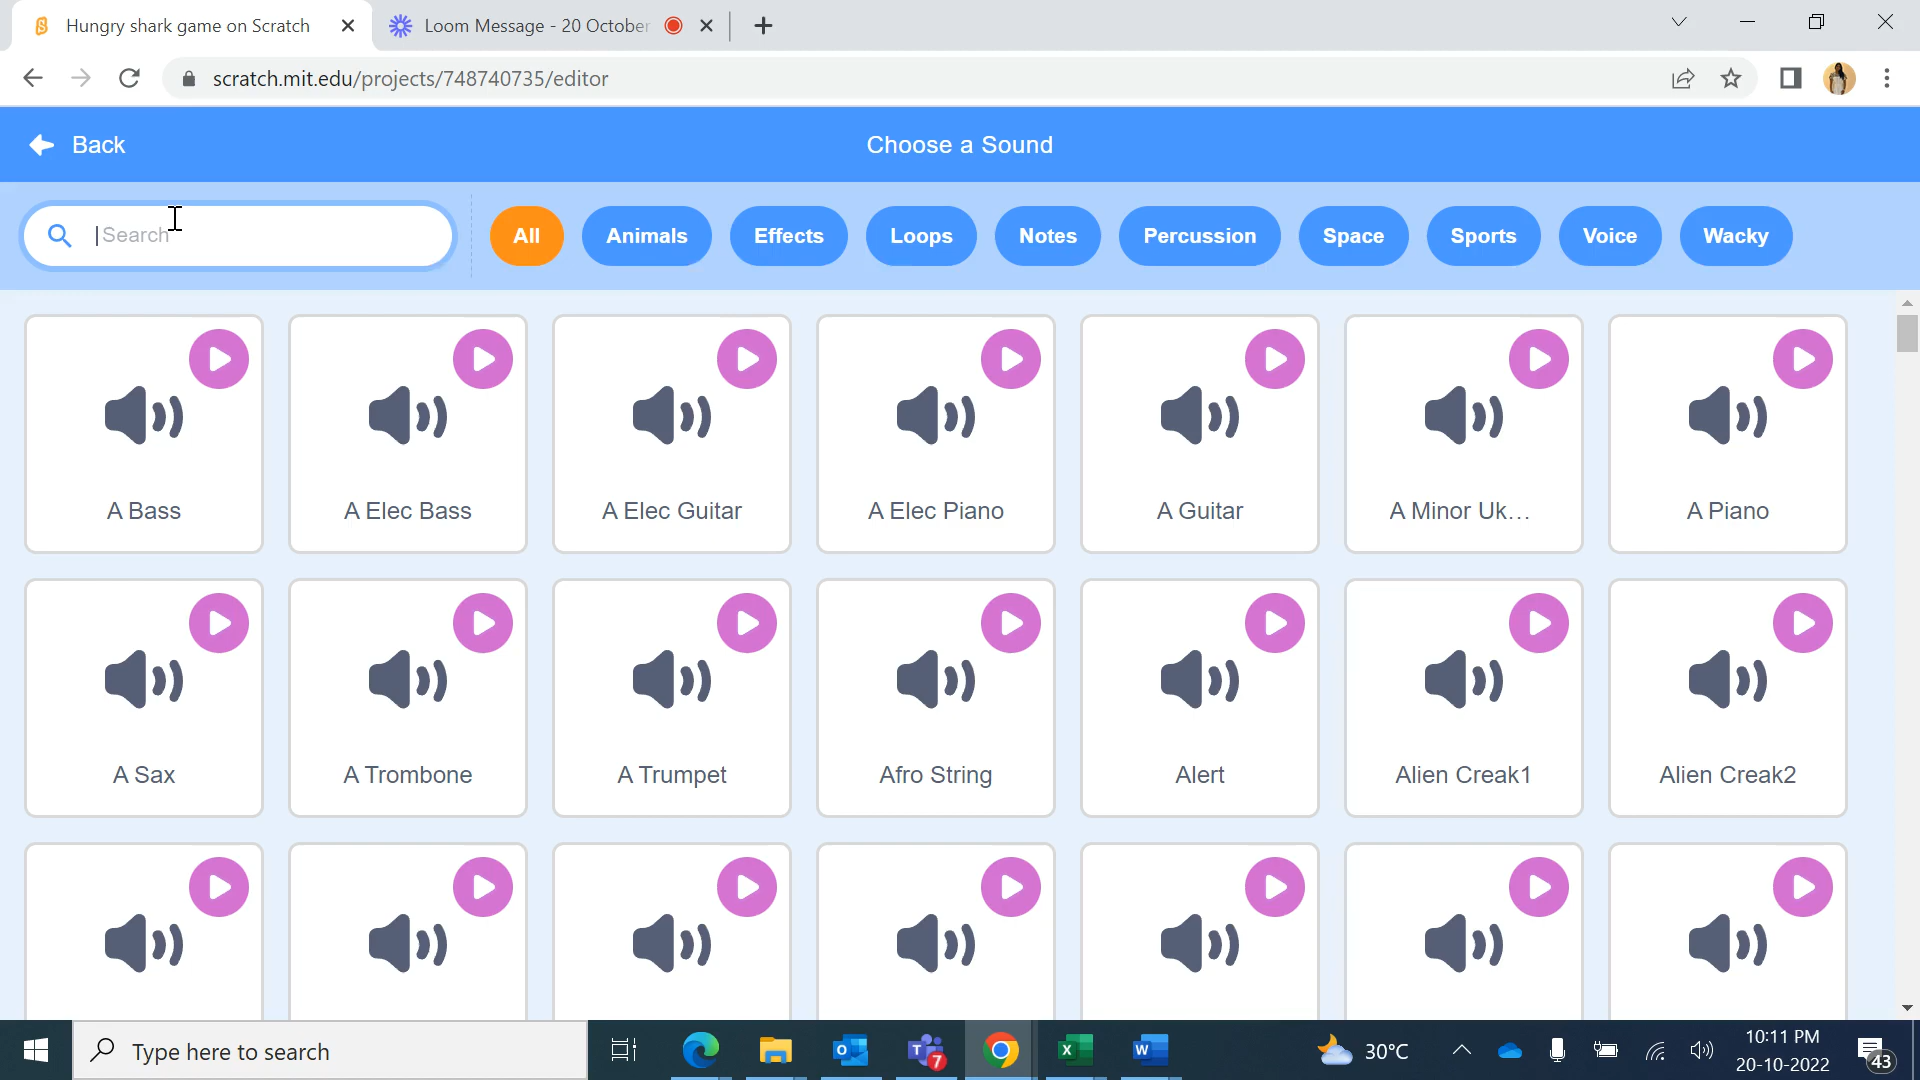 Hungry shark game on Scratch
Loom Message - 20 October
scratch.mit.edu/projects/748740735/editor
Back
Choose a Sound
Search
All
Animals
Effects
Loops
Notes
Percussion
Space
Sports
Voice
Wacky
A Bass
A Elec Bass
A Elec Guitar
A Elec Piano
A Guitar
A Minor Uk...
A Piano
A Sax
A Trombone
A Trumpet
Afro String
Alert
Alien Creak1
Alien Creak2
Type here to search
7
30°C
10:11 PM
20-10-2022
43